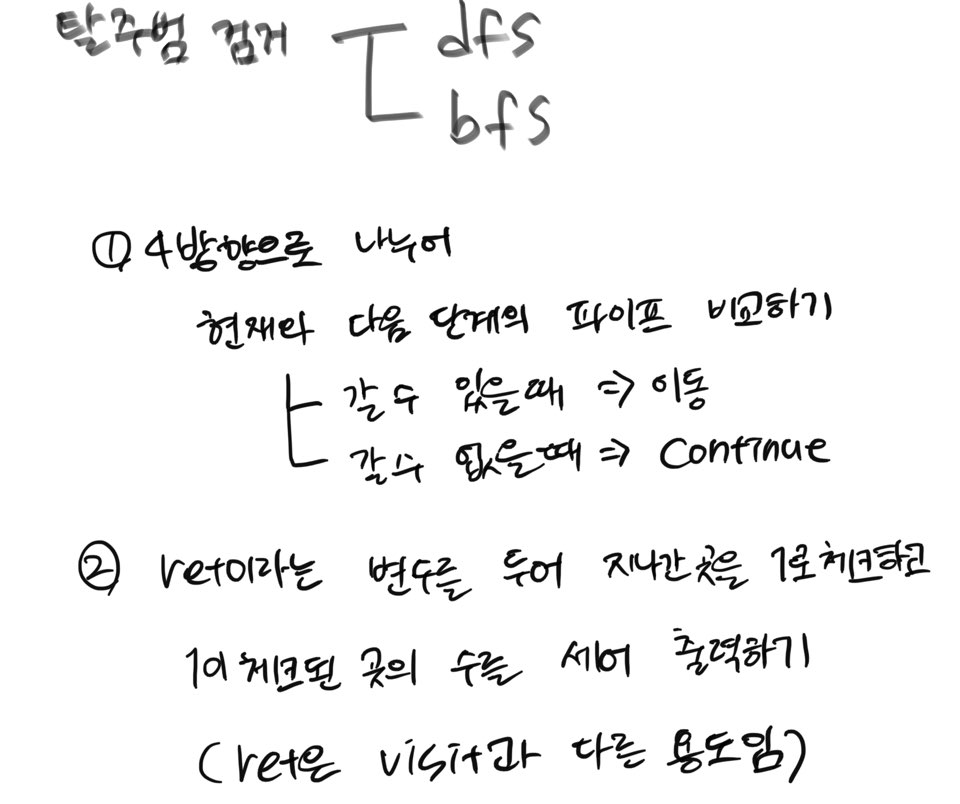 탈주범 검거
dfs
bfs
① 4방향으로 나누어
현재와 다음 단계의 파이프 비교하기
갈 수 있을때 => 이동
갈 수 없을때 => Continue
② ret이라는 변수를 두어 지나간 곳을 1로 체크하고
1이 체크된 곳의 수를 세어 출력하기
(ret은 visit과 다른 용도임)